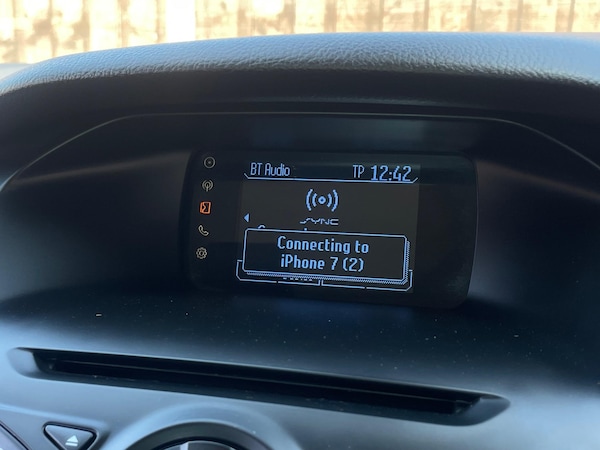 BT Audio TP 12:42
SYNC
Connecting to
iPhone 7 (2)